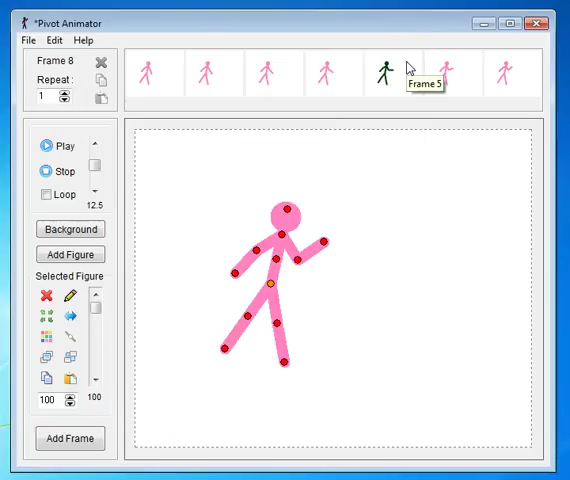 *Pivot Animator
File Edit Help
Frame 8
Repeat :
1
Frame 5
Play
Stop
Loop
12.5
Background
Add Figure
Selected Figure
100
100
Add Frame